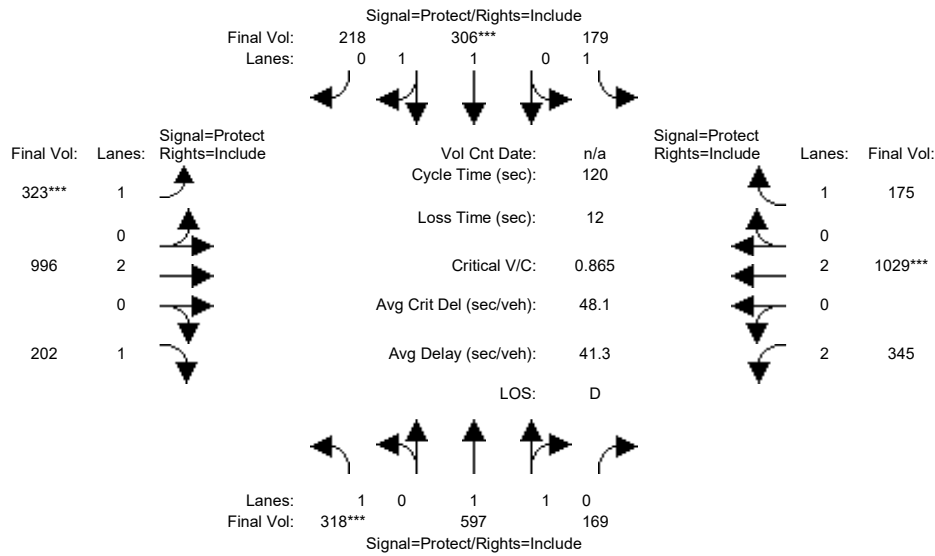 Signal=Protect/Rights=Include
Final Vol: 218 306*** 179
Lanes: 0 1 1 0 1
Signal=Protect
Final Vol: Lanes: Rights=Include
Vol Cnt Date: n/a
Cycle Time (sec): 120
Loss Time (sec): 12
Critical V/C: 0.865
Avg Crit Del (sec/veh): 48.1
Avg Delay (sec/veh): 41.3
LOS: D
Signal=Protect
Rights=Include Lanes: Final Vol:
323*** 1
0
996 2
0
202 1
1 175
0
2 1029***
0
2 345
Lanes: 1 0 1 1 0
Final Vol: 318*** 597 169
Signal=Protect/Rights=Include